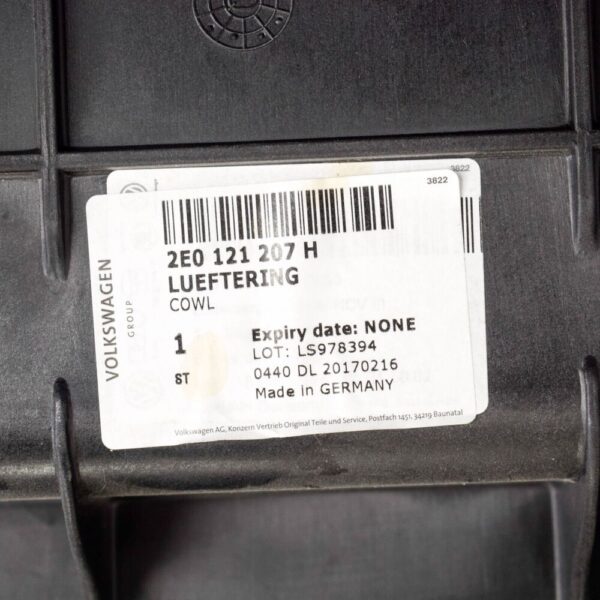 3822
3822
2E0 121 207 H
LUEFTERING
COWL
VOLKSWAGEN
GROUP
1
ST
Expiry date: NONE
LOT: LS978394
0440 DL 20170216
Made in GERMANY
Volkswagen AG, Konzern Vertrieb Original Teile und Service, Postfach 1451, 34219 Baunatal